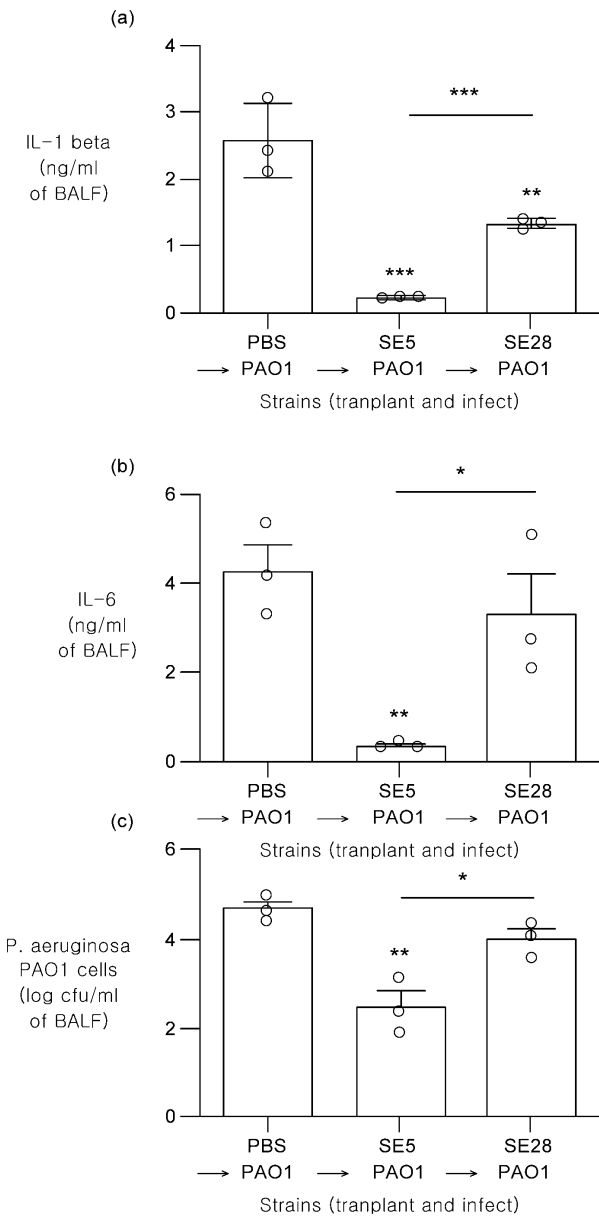 (a)
4
3
2
1
0
IL-1 beta
(ng/ml
of BALF)
***
**
***
PBS SE5 SE28
→ PAO1 → PAO1 → PAO1
Strains (tranplant and infect)
(b)
6
4
2
0
IL-6
(ng/ml
of BALF)
*
**
PBS SE5 SE28
→ PAO1 → PAO1 → PAO1
Strains (tranplant and infect)
(c)
6
4
2
0
P. aeruginosa
PAO1 cells
(log cfu/ml
of BALF)
*
**
PBS SE5 SE28
→ PAO1 → PAO1 → PAO1
Strains (tranplant and infect)